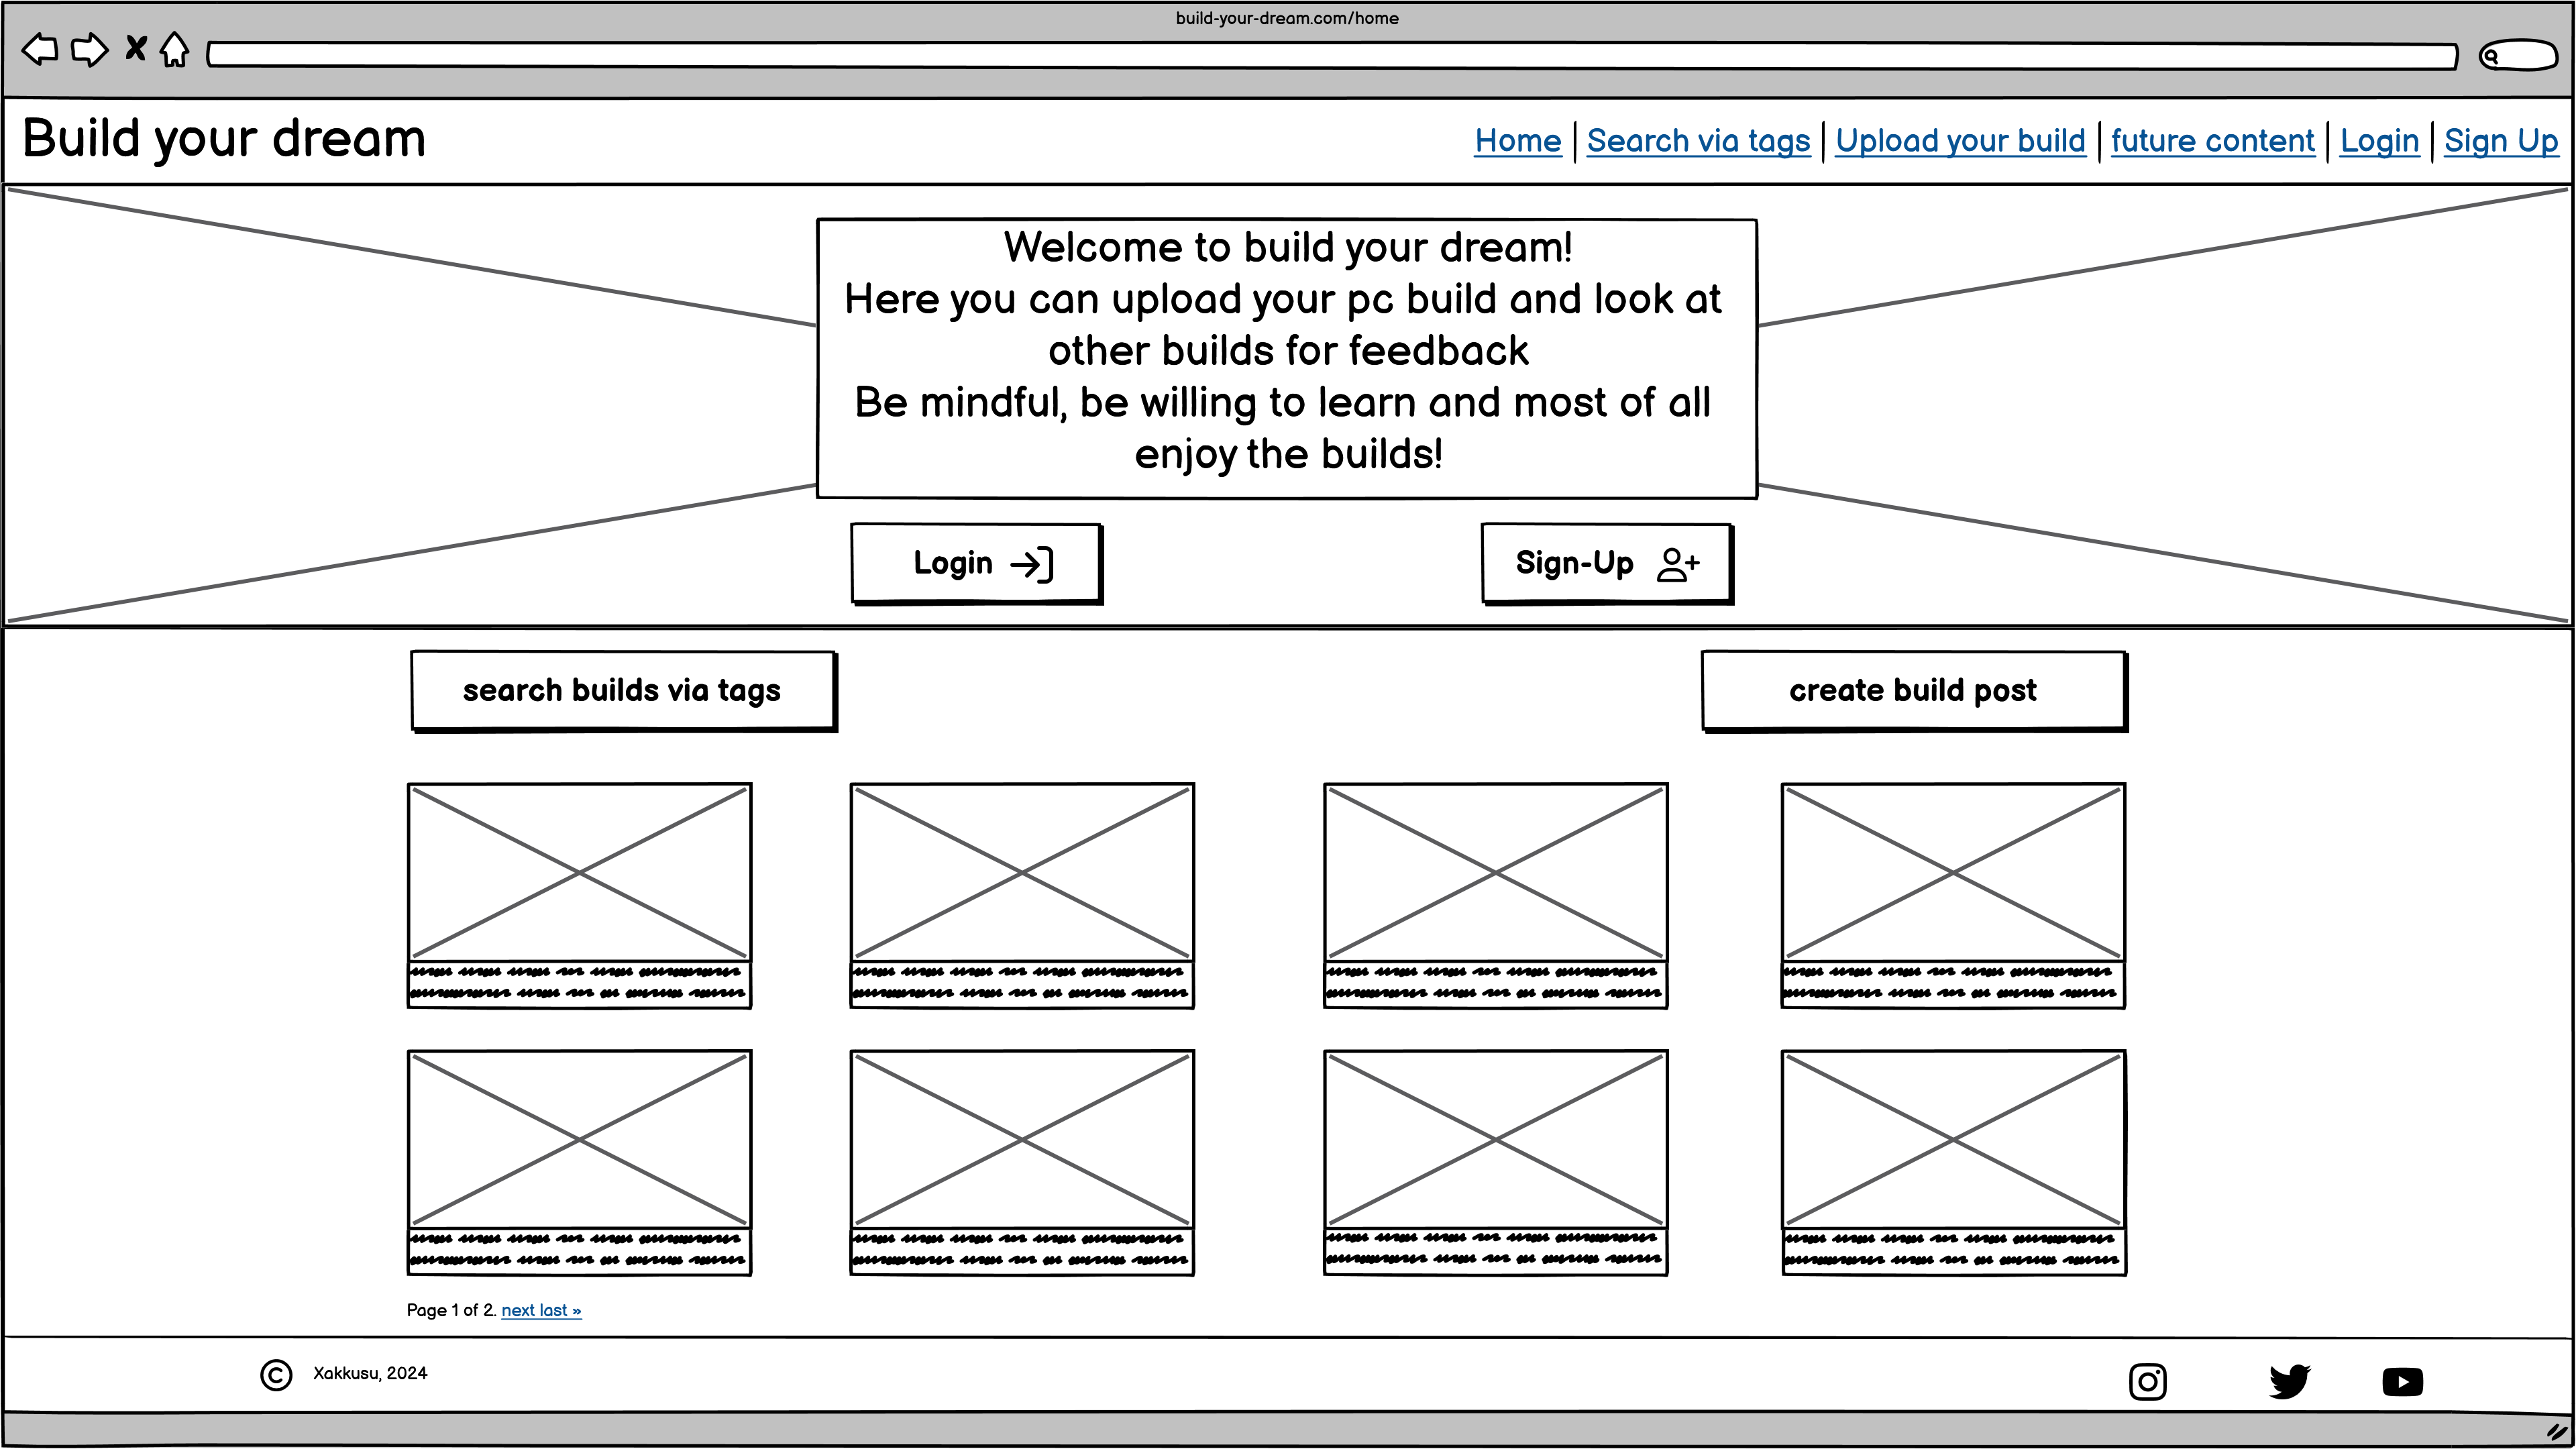 build-your-dream.com/home
Build your dream
Home | Search via tags | Upload your build | future content | Login | Sign Up
Welcome to build your dream!
Here you can upload your pc build and look at
other builds for feedback
Be mindful, be willing to learn and most of all
enjoy the builds!
Login
Sign-Up
search builds via tags
create build post
Page 1 of 2. next last »
© Xakkusu, 2024